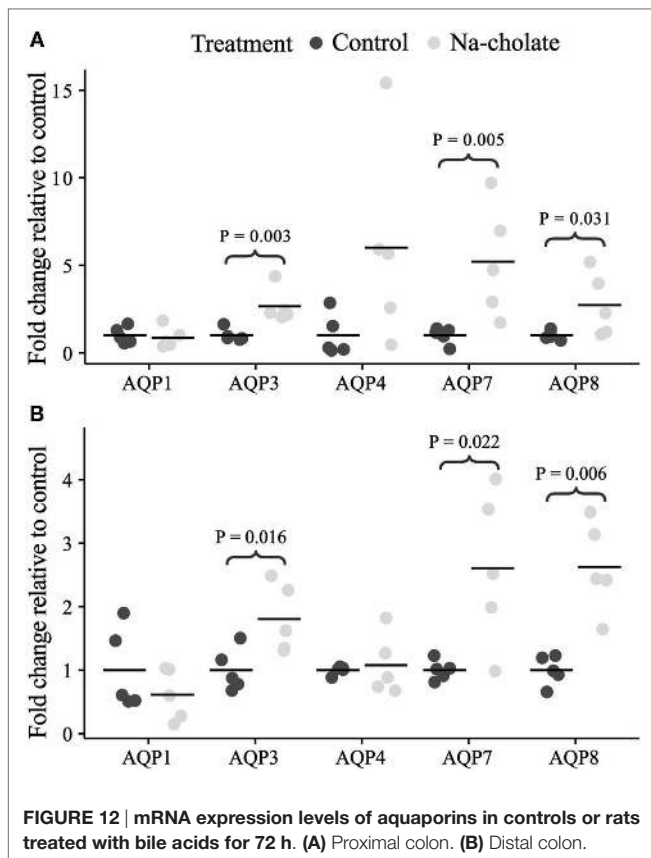 A
Treatment Control Na-cholate
Fold change relative to control
15
10
5
0
P = 0.003
P = 0.005
P = 0.031
AQP1 AQP3 AQP4 AQP7 AQP8
B
Fold change relative to control
4
3
2
1
0
P = 0.016
P = 0.022
P = 0.006
AQP1 AQP3 AQP4 AQP7 AQP8
FIGURE 12 | mRNA expression levels of aquaporins in controls or rats
treated with bile acids for 72 h. (A) Proximal colon. (B) Distal colon.